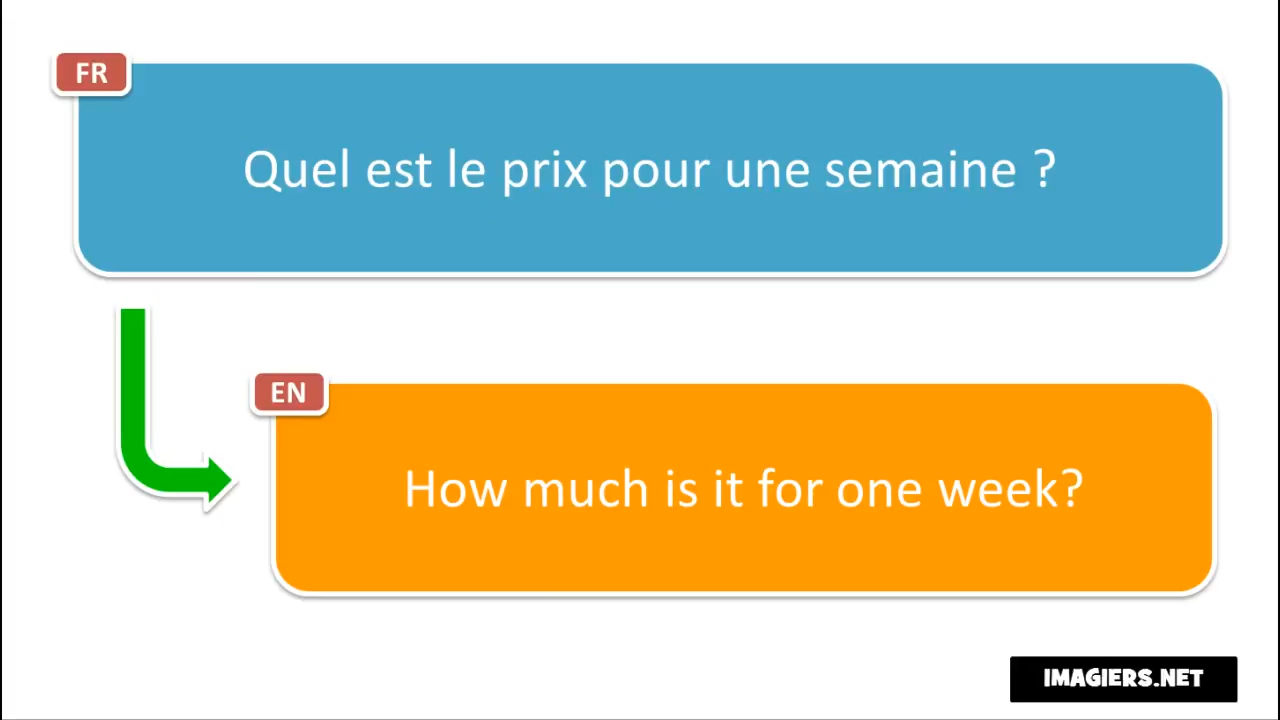 FR
Quel est le prix pour une semaine ?
EN
How much is it for one week?
IMAGIERS.NET